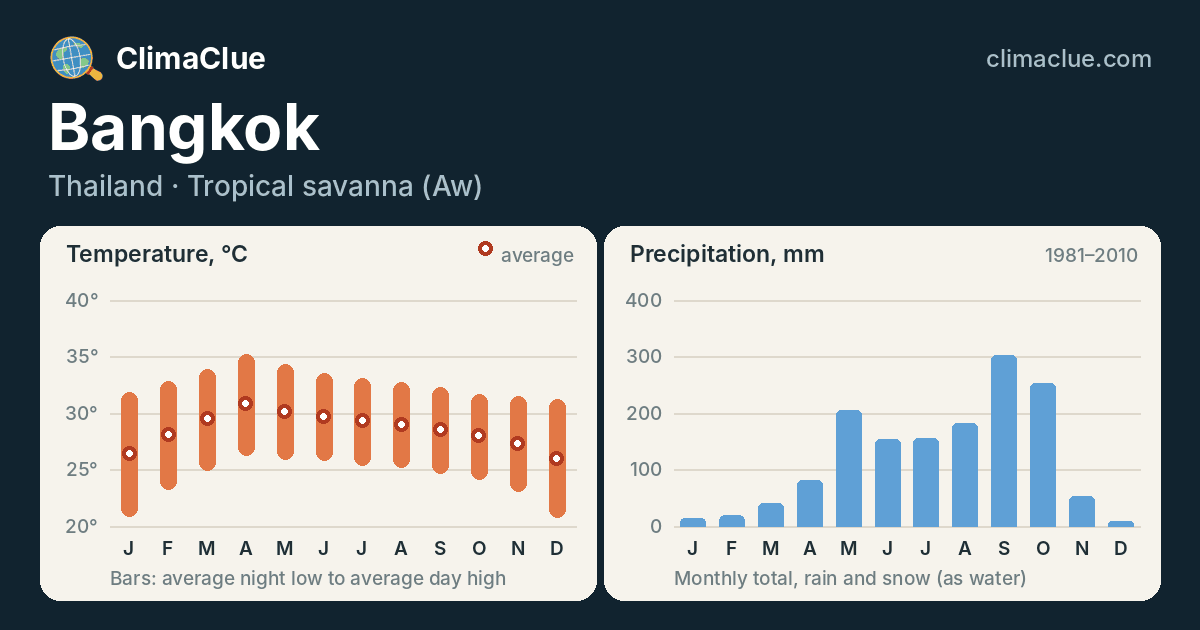 ClimaClue
climaclue.com
Bangkok
Thailand · Tropical savanna (Aw)
Temperature, °C
average
40°
35°
30°
25°
20°
J F M A M J J A S O N D
Bars: average night low to average day high
Precipitation, mm
1981–2010
400
300
200
100
0
J F M A M J J A S O N D
Monthly total, rain and snow (as water)